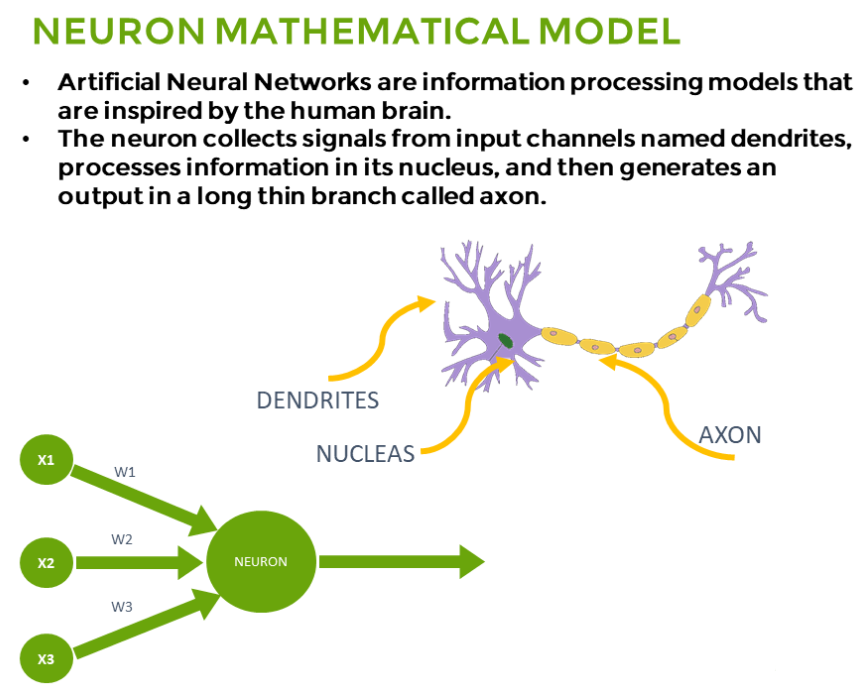 NEURON MATHEMATICAL MODEL
• Artificial Neural Networks are information processing models that
are inspired by the human brain.
• The neuron collects signals from input channels named dendrites,
processes information in its nucleus, and then generates an
output in a long thin branch called axon.
DENDRITES
NUCLEAS
AXON
X1
W1
W2
X2
NEURON
W3
X3